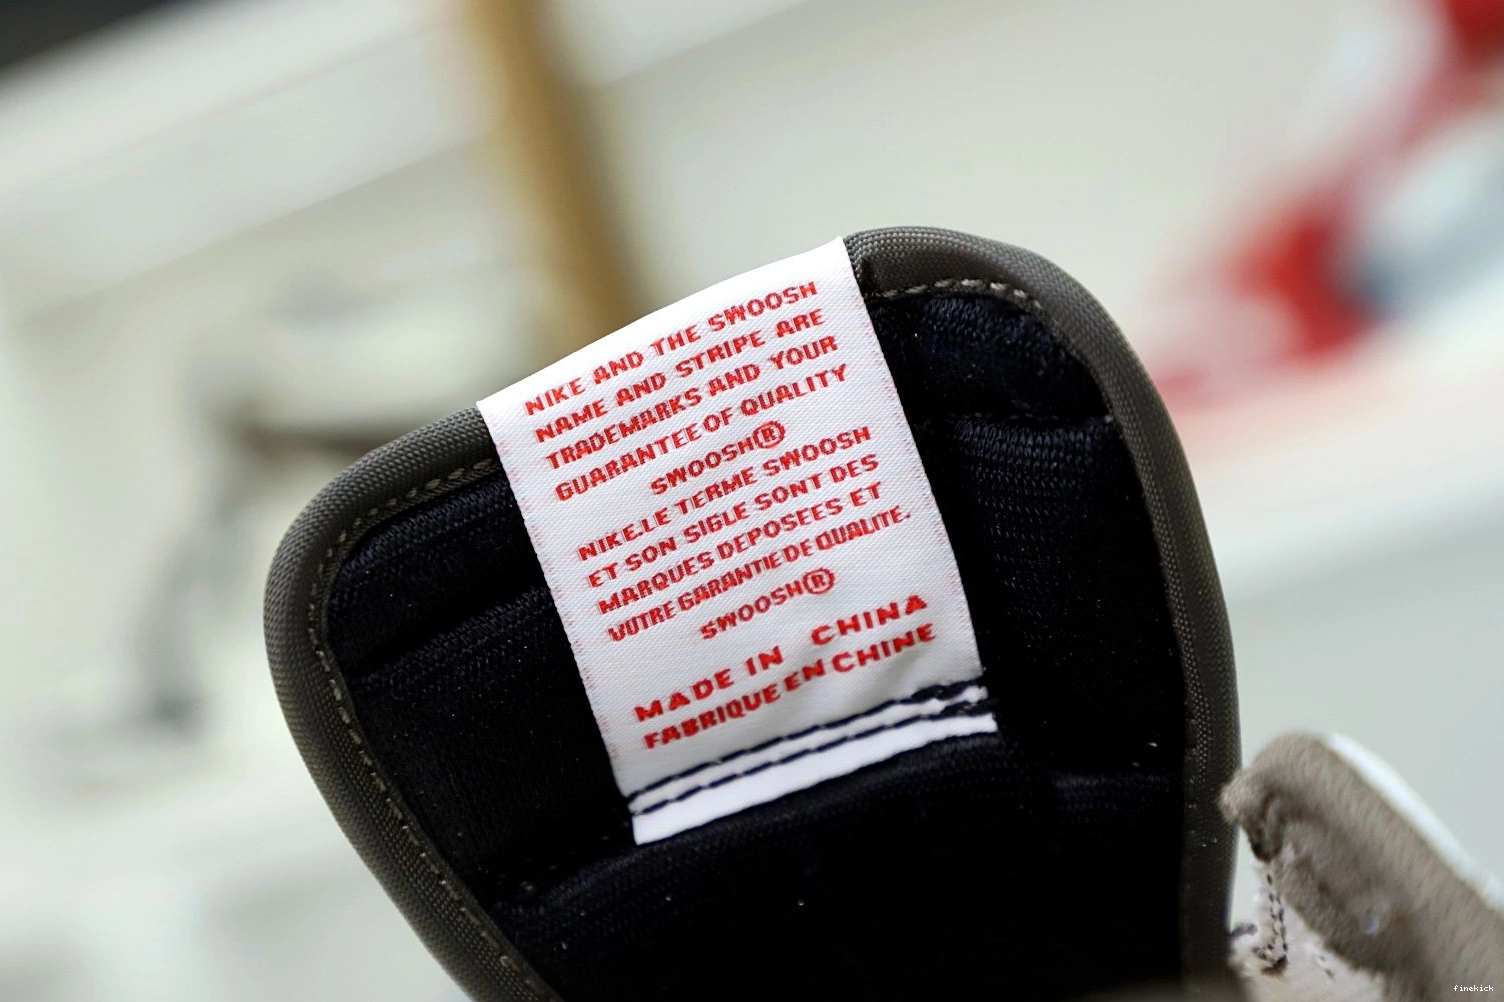 NIKE AND THE SWOOSH
NAME AND STRIPE ARE
TRADEMARKS AND YOUR
GUARANTEE OF QUALITY
SWOOSH®
NIKE.LE TERME SWOOSH
ET SON SIGLE SONT DES
MARQUES DEPOSEES ET
VOTRE GARANTIE DE QUALITE.
SWOOSH®
MADE IN CHINA
FABRIQUE EN CHINE
finekick